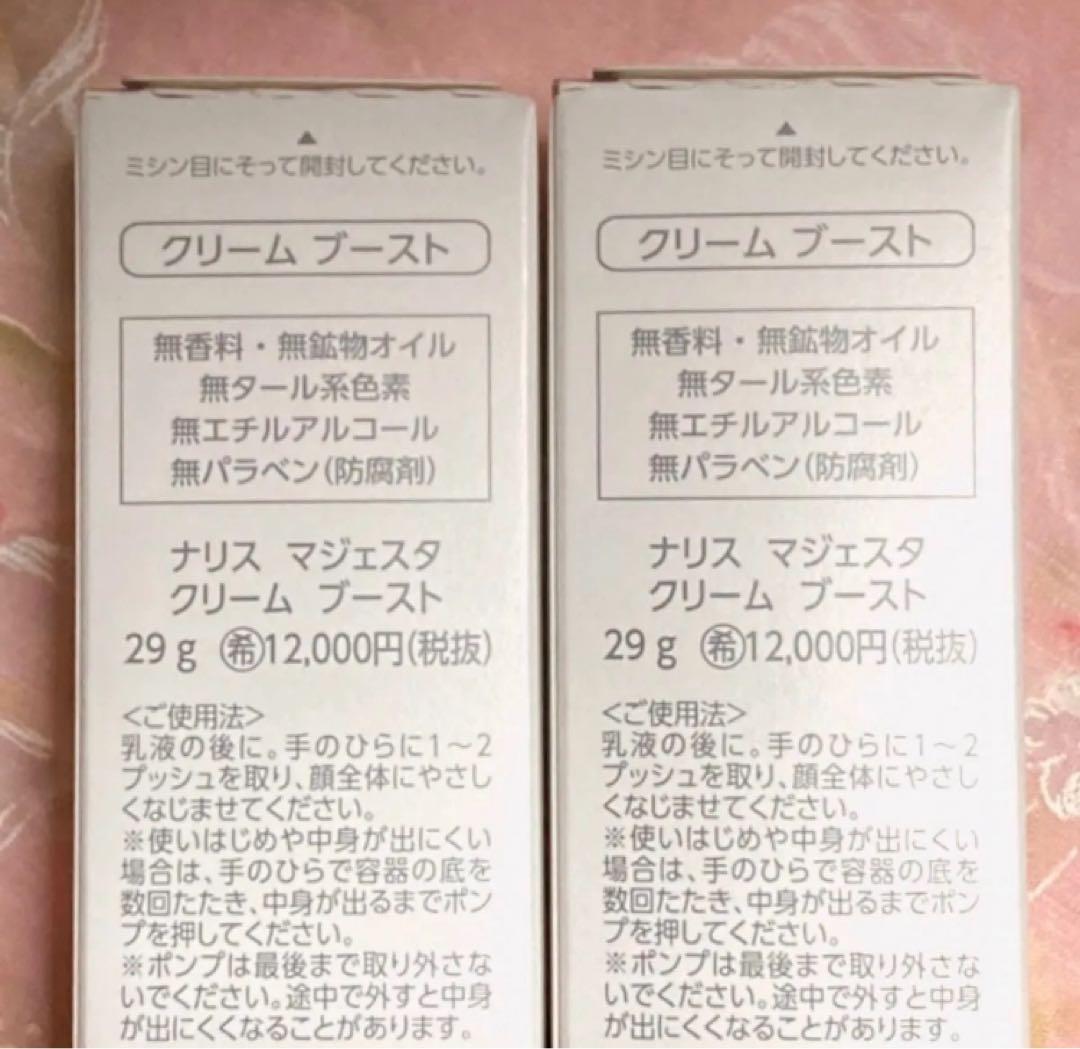 ▲
ミシン目にそって開封してください。
クリーム ブースト
無香料・無鉱物オイル
無タール系色素
無エチルアルコール
無パラベン(防腐剤)
ナリス マジェスタ
クリーム ブースト
29g ㊒12,000円(税抜)
<ご使用法>
乳液の後に。手のひらに1〜2
プッシュを取り、顔全体にやさし
くなじませてください。
※使いはじめや中身が出にくい
場合は、手のひらで容器の底を
数回たたき、中身が出るまでポン
プを押してください。
※ポンプは最後まで取り外さな
いでください。途中で外すと中身
が出にくくなることがあります。
▲
ミシン目にそって開封してください。
クリーム ブースト
無香料・無鉱物オイル
無タール系色素
無エチルアルコール
無パラベン(防腐剤)
ナリス マジェスタ
クリーム ブースト
29g 希12,000円(税抜)
<ご使用法>
乳液の後に。手のひらに1〜2
プッシュを取り、顔全体にやさし
くなじませてください。
※使いはじめや中身が出にくい
場合は、手のひらで容器の底を
数回たたき、中身が出るまでポン
プを押してください。
※ポンプは最後まで取り外さな
いでください。途中で外すと中身
が出にくくなることがあります。